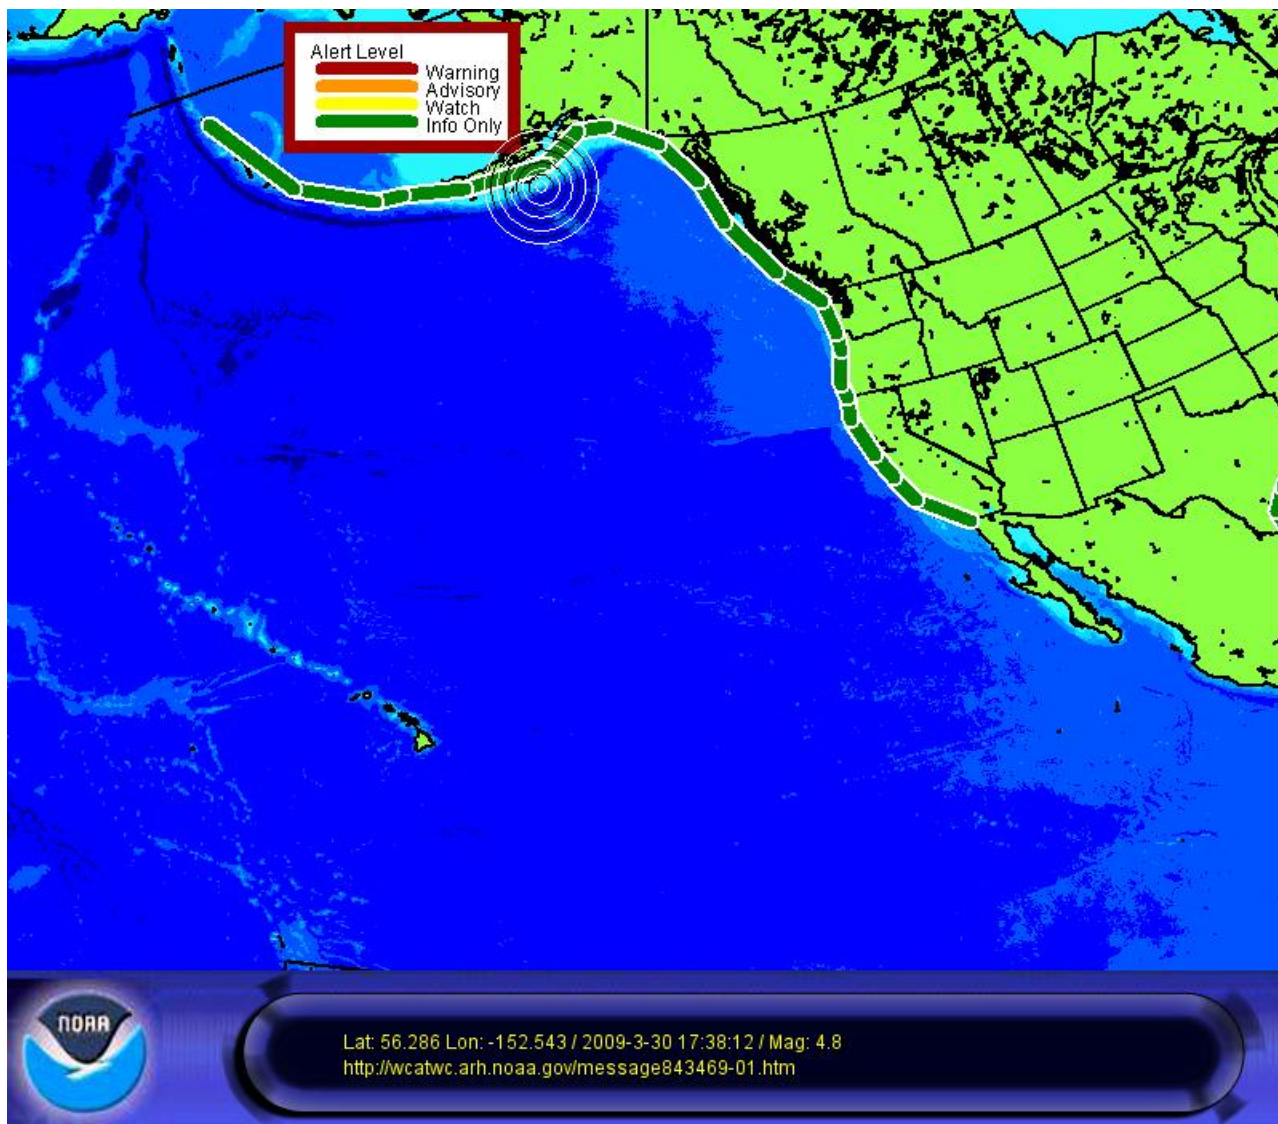 Alert Level
Warning
Advisory
Watch
Info Only
NOAA
Lat: 56.286 Lon: -152.543 / 2009-3-30 17:38:12 / Mag: 4.8
http://wcatwc.arh.noaa.gov/message843469-01.htm